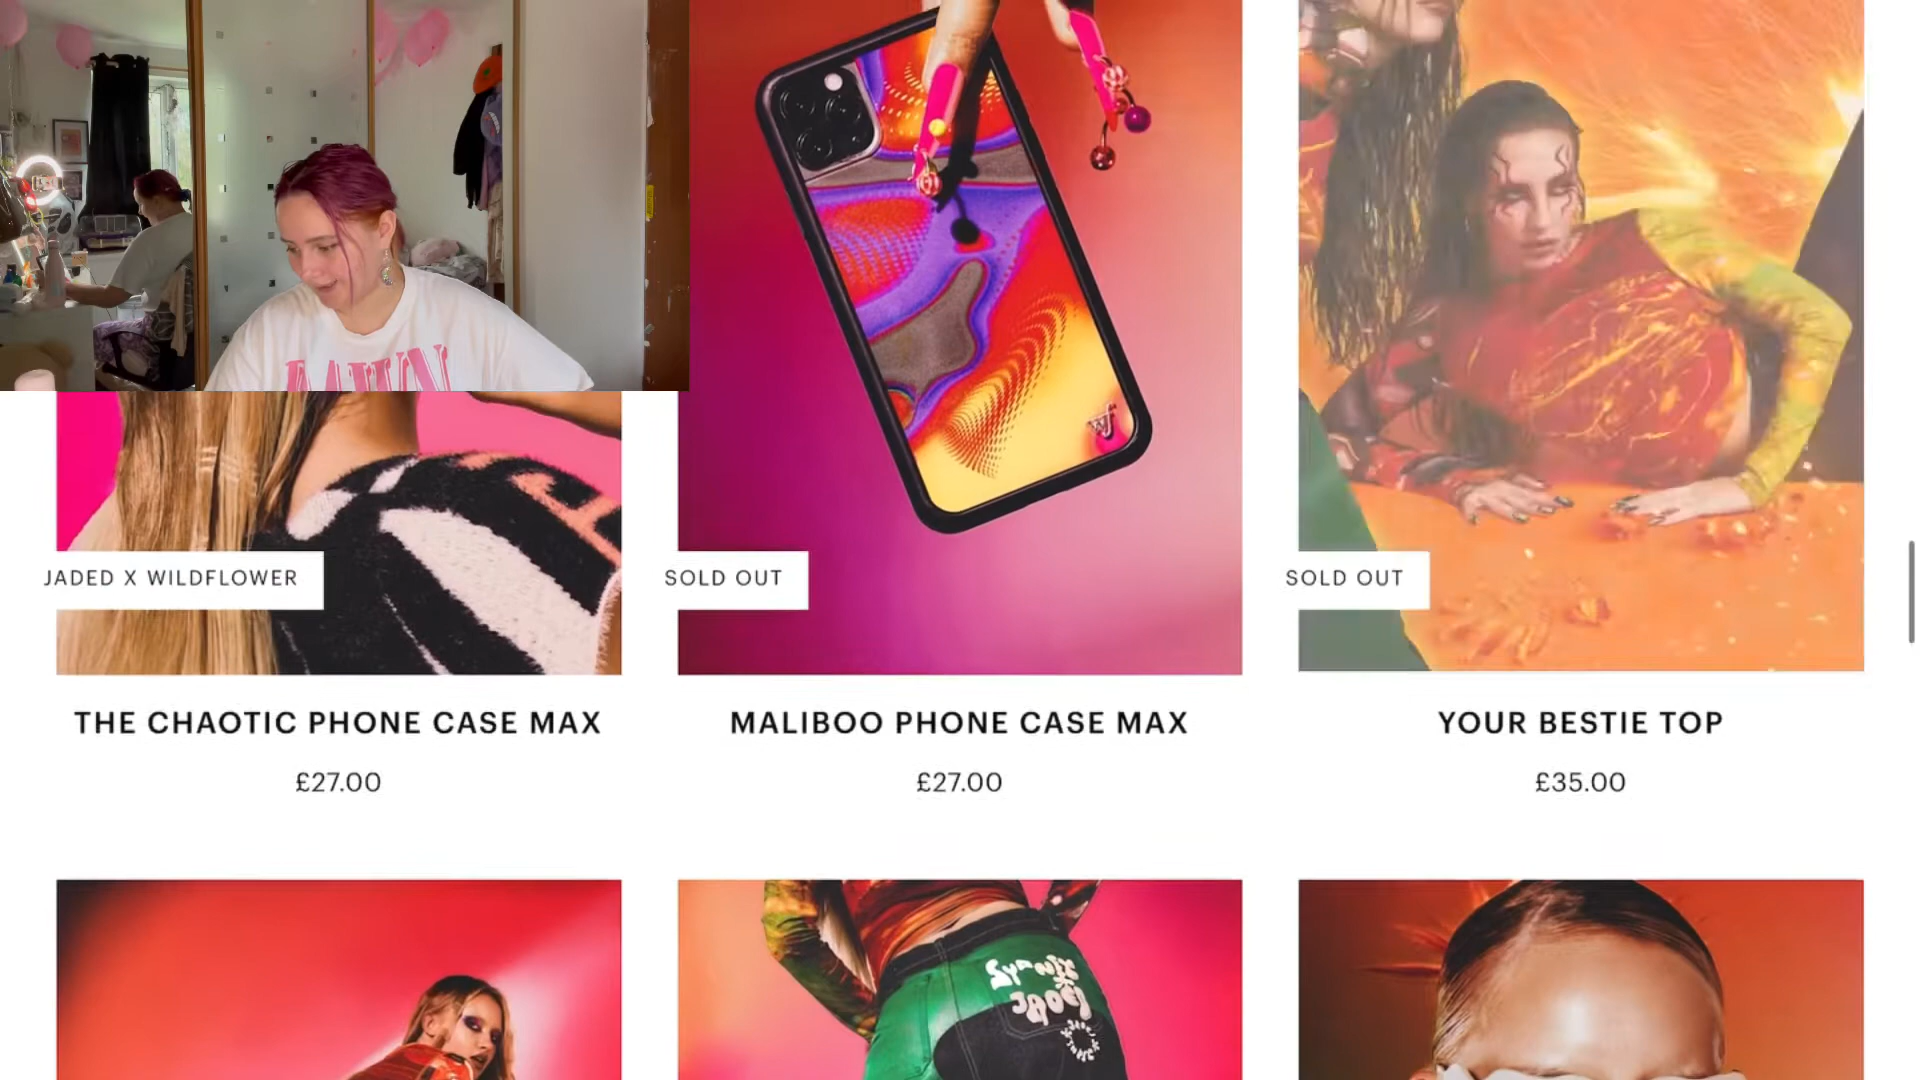 JADED X WILDFLOWER
SOLD OUT
SOLD OUT
THE CHAOTIC PHONE CASE MAX
MALIBOO PHONE CASE MAX
YOUR BESTIE TOP
£27.00
£27.00
£35.00